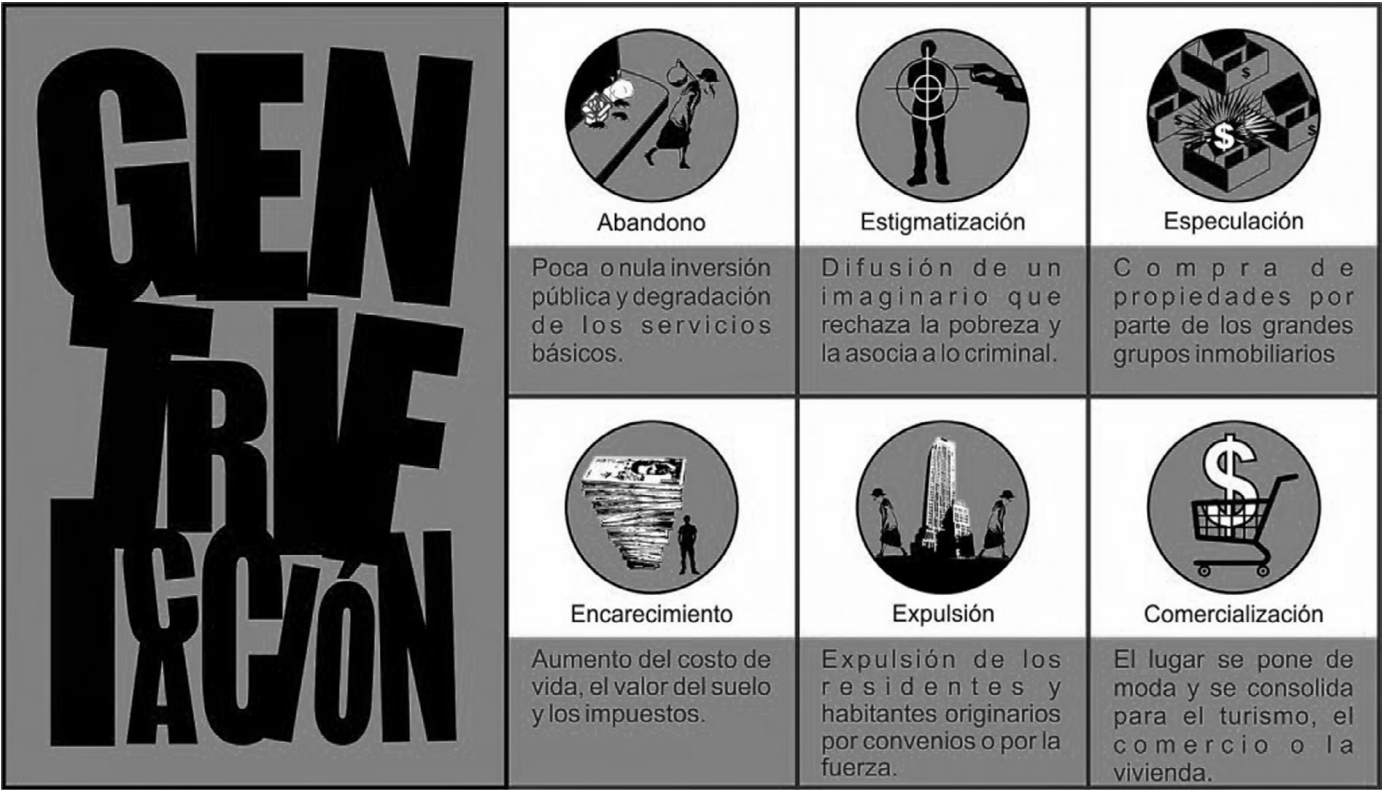 GEN
TRIF
ICACIÓN
Abandono
Poca o nula inversión
pública y degradación
de los servicios
básicos.
Estigmatización
Difusión de un
imaginario que
rechaza la pobreza y
la asocia a lo criminal.
Especulación
Compra de
propiedades por
parte de los grandes
grupos inmobiliarios
$
$
$
$
Encarecimiento
Aumento del costo de
vida, el valor del suelo
y los impuestos.
Expulsión
Expulsión de los
residentes y
habitantes originarios
por convenios o por la
fuerza.
$
Comercialización
El lugar se pone de
moda y se consolida
para el turismo, el
comercio o la
vivienda.